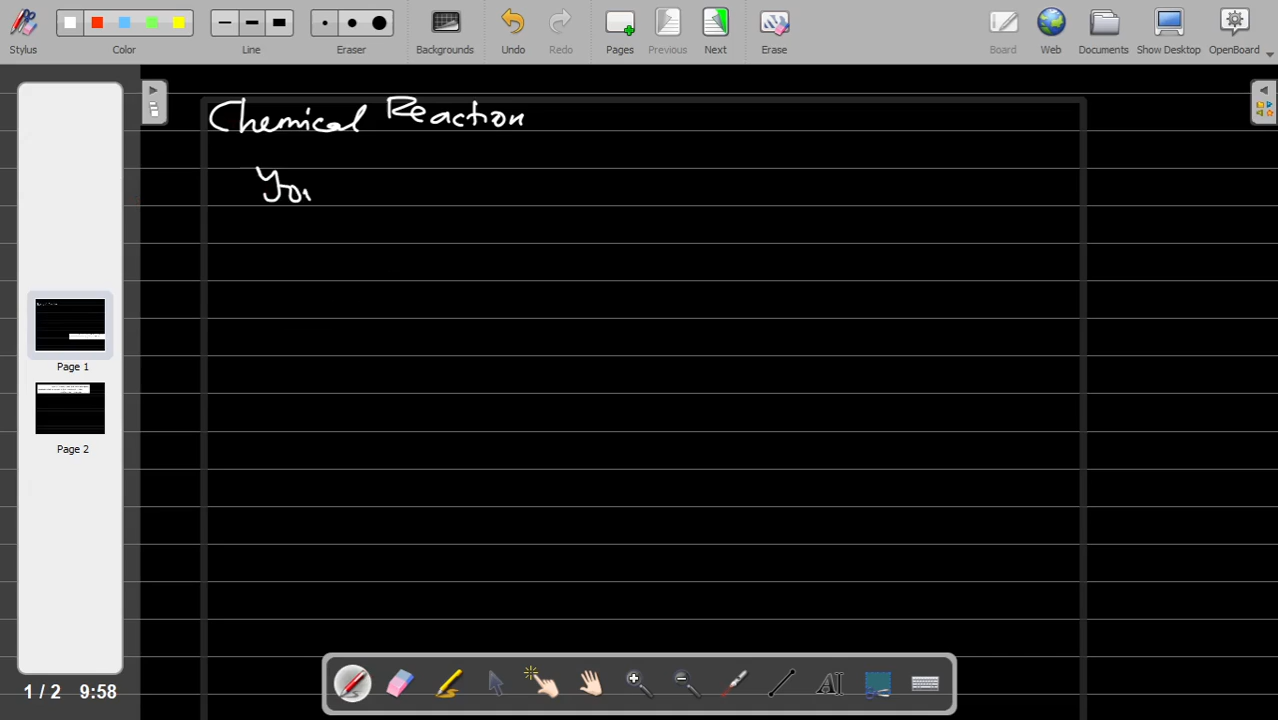 Stylus Color Line Eraser Backgrounds Undo Redo Pages Previous Next Erase Board Web Documents Show Desktop OpenBoard
Chemical Reaction
You
Page 1
Page 2
1 / 2 9:58